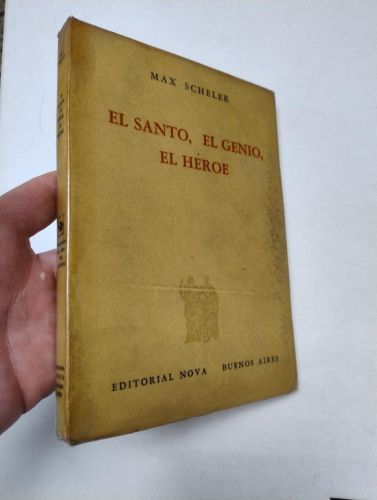 MAX SCHELER
EL SANTO, EL GENIO,
EL HÉROE
EDITORIAL NOVA BUENOS AIRES